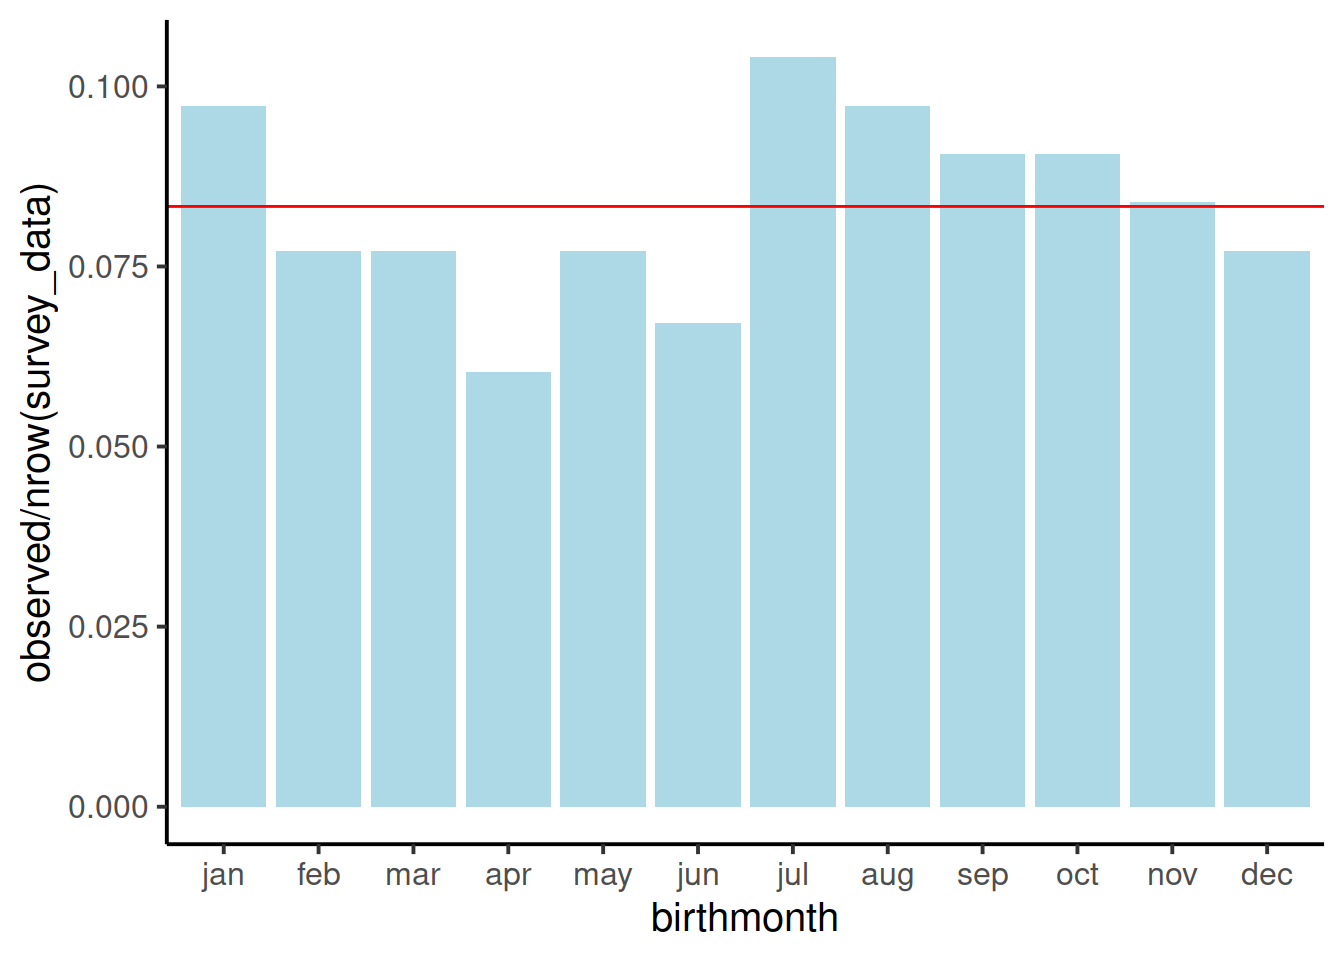 observed/nrow(survey_data)
0.100
0.075
0.050
0.025
0.000
jan feb mar apr may jun jul aug sep oct nov dec
birthmonth